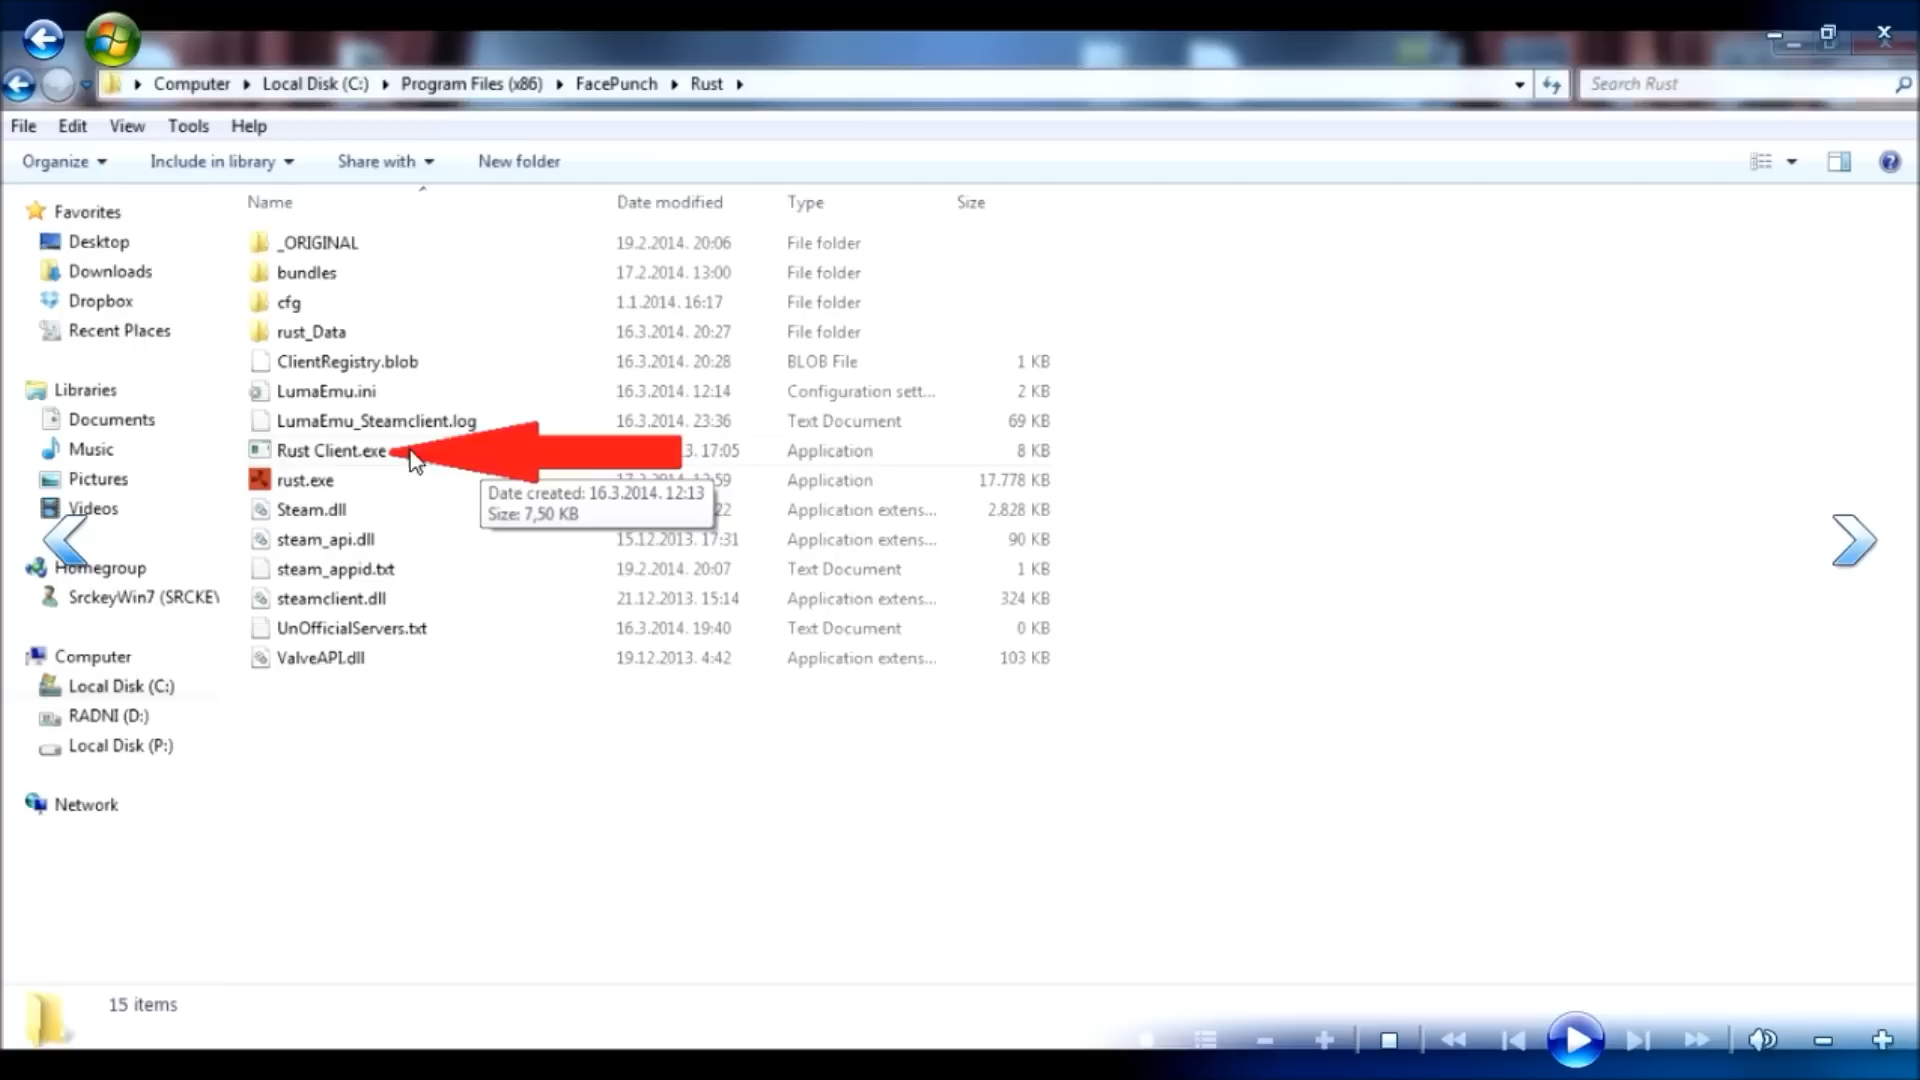 Computer Local Disk (C:) Program Files (x86) FacePunch Rust Search Rust
File Edit View Tools Help
Organize Include in library Share with New folder
Name Date modified Type Size
Favorites
Desktop
Downloads
Dropbox
Recent Places
Libraries
Documents
Music
Pictures
Videos
Homegroup
SrckeyWin7 (SRCKE\
Computer
Local Disk (C:)
RADNI (D:)
Local Disk (P:)
Network
_ORIGINAL 19.2.2014. 20:06 File folder
bundles 17.2.2014. 13:00 File folder
cfg 1.1.2014. 16:17 File folder
rust_Data 16.3.2014. 20:27 File folder
ClientRegistry.blob 16.3.2014. 20:28 BLOB File 1 KB
LumaEmu.ini 16.3.2014. 12:14 Configuration sett... 2 KB
LumaEmu_Steamclient.log 16.3.2014. 23:36 Text Document 69 KB
Rust Client.exe 3. 17:05 Application 8 KB
rust.exe Application 17.778 KB
Date created: 16.3.2014. 12:13
Size: 7,50 KB
Steam.dll 22 Application extens... 2.828 KB
steam_api.dll 15.12.2013. 17:31 Application extens... 90 KB
steam_appid.txt 19.2.2014. 20:07 Text Document 1 KB
steamclient.dll 21.12.2013. 15:14 Application extens... 324 KB
UnOfficialServers.txt 16.3.2014. 19:40 Text Document 0 KB
ValveAPI.dll 19.12.2013. 4:42 Application extens... 103 KB
15 items